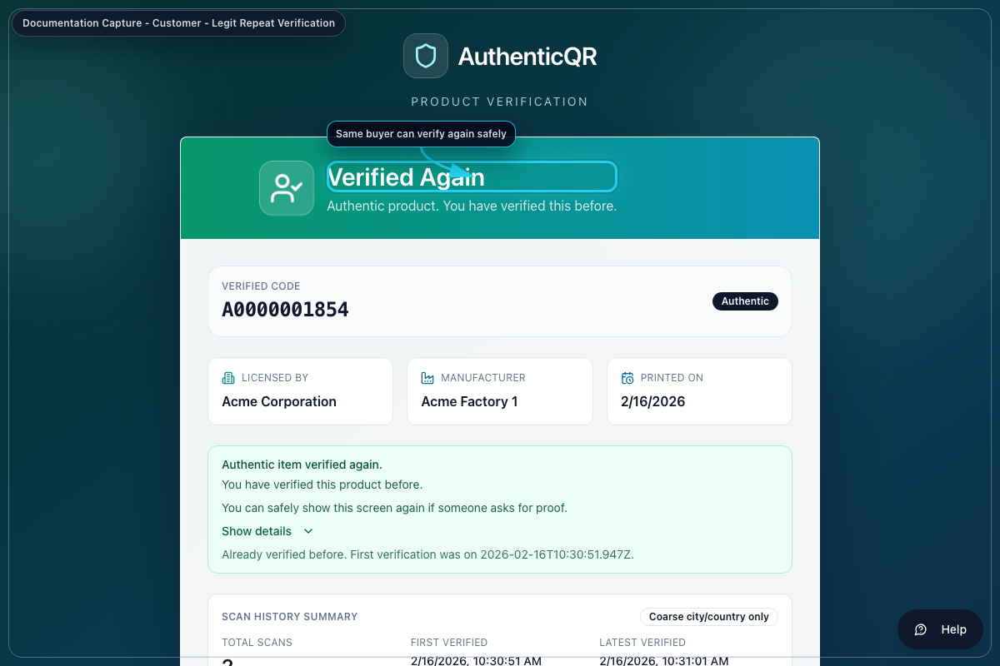 Documentation Capture - Customer - Legit Repeat Verification
AuthenticQR
PRODUCT VERIFICATION
Same buyer can verify again safely
Verified Again
Authentic product. You have verified this before.
VERIFIED CODE
A0000001854
Authentic
LICENSED BY
Acme Corporation
MANUFACTURER
Acme Factory 1
PRINTED ON
2/16/2026
Authentic item verified again.
You have verified this product before.
You can safely show this screen again if someone asks for proof.
Show details
Already verified before. First verification was on 2026-02-16T10:30:51.947Z.
SCAN HISTORY SUMMARY
Coarse city/country only
TOTAL SCANS
2
FIRST VERIFIED
2/16/2026, 10:30:51 AM
LATEST VERIFIED
2/16/2026, 10:31:01 AM
Help